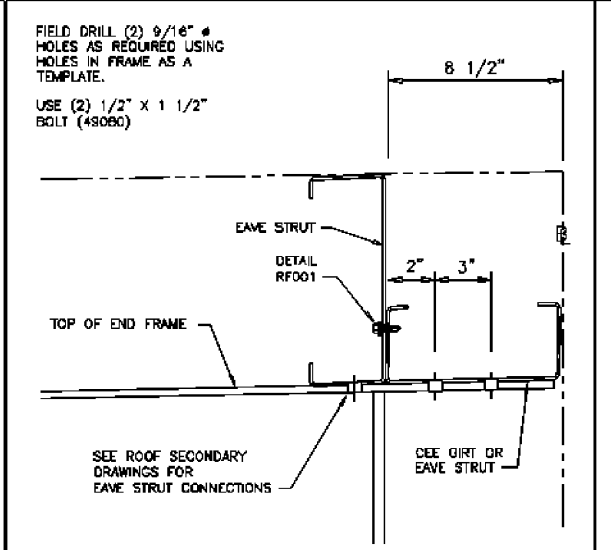 FIELD DRILL (2) 9/16" ø
HOLES AS REQUIRED USING
HOLES IN FRAME AS A
TEMPLATE.
USE (2) 1/2" X 1 1/2"
BOLT (49080)
8 1/2"
EAVE STRUT
2"
3"
DETAIL
RF001
TOP OF END FRAME
SEE ROOF SECONDARY
DRAWINGS FOR
EAVE STRUT CONNECTIONS
CEE GIRT OR
EAVE STRUT